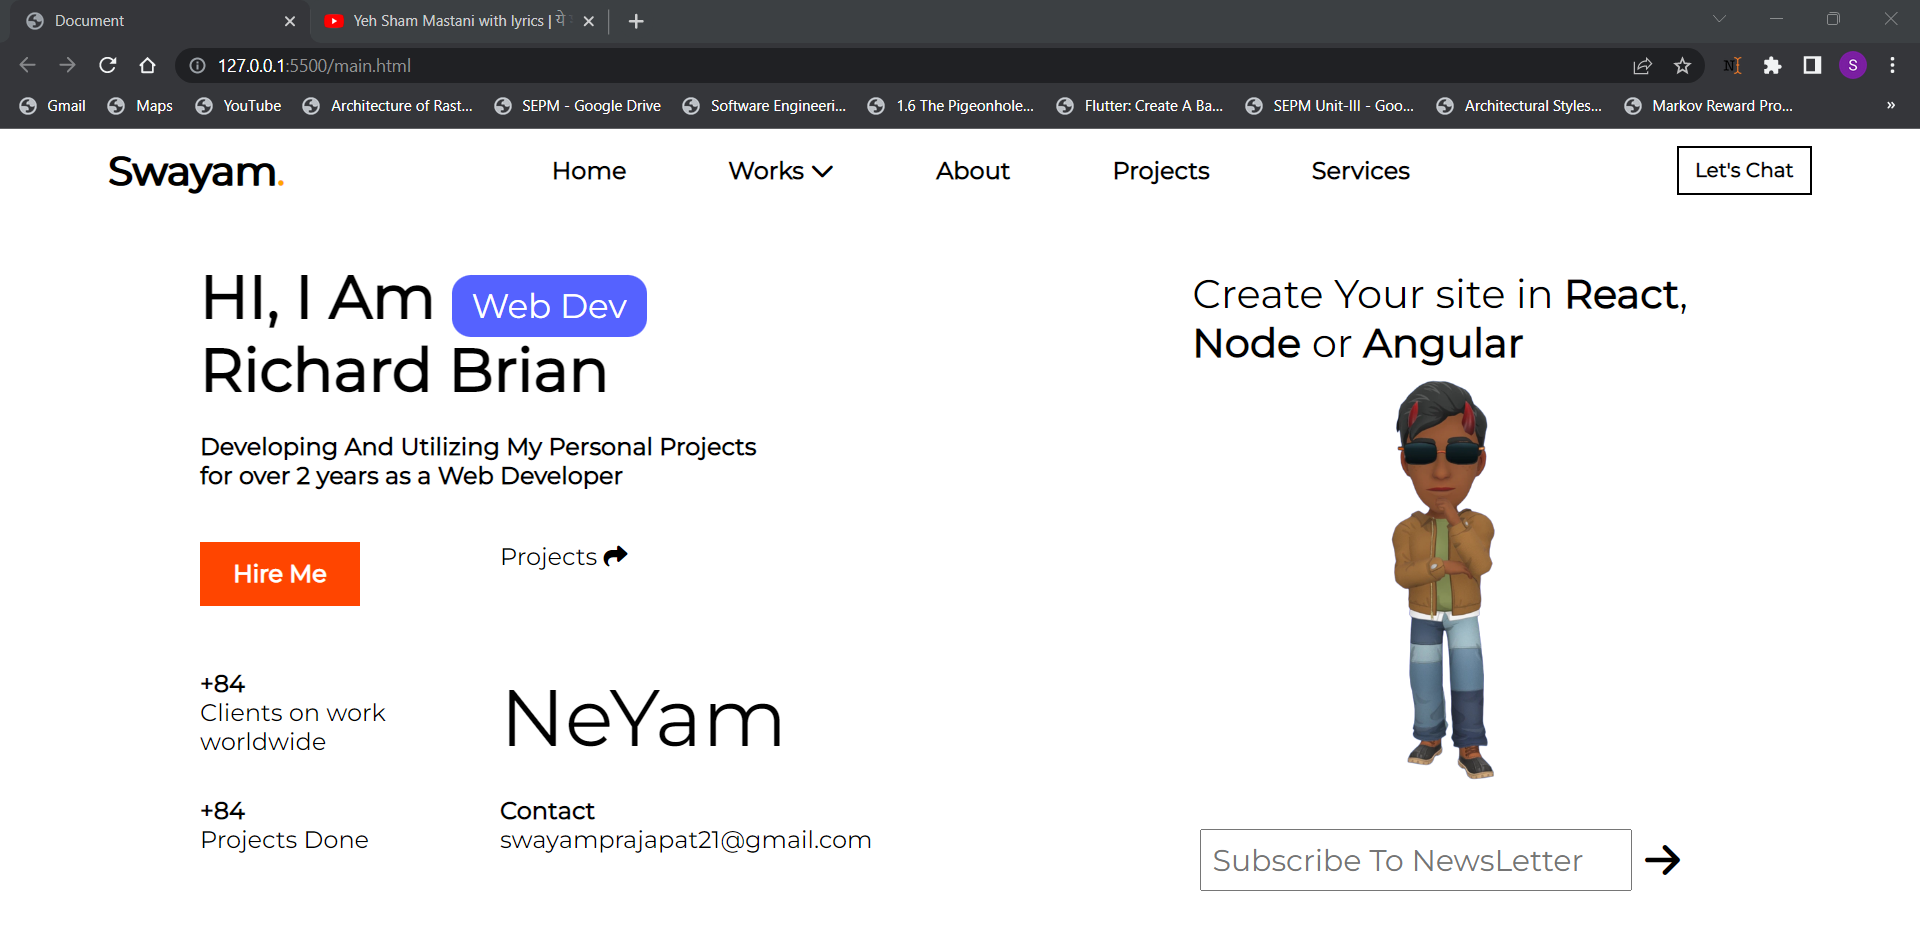 Document
Yeh Sham Mastani with lyrics | ये
127.0.0.1:5500/main.html
S
Gmail
Maps
YouTube
Architecture of Rast...
SEPM - Google Drive
Software Engineeri...
1.6 The Pigeonhole...
Flutter: Create A Ba...
SEPM Unit-III - Goo...
Architectural Styles...
Markov Reward Pro...
»
Swayam.
Home
Works
About
Projects
Services
Let's Chat
HI, I Am Web Dev
Richard Brian
Developing And Utilizing My Personal Projects
for over 2 years as a Web Developer
Hire Me
Projects
+84
Clients on work
worldwide
NeYam
+84
Projects Done
Contact
swayamprajapat21@gmail.com
Create Your site in React,
Node or Angular
Subscribe To NewsLetter